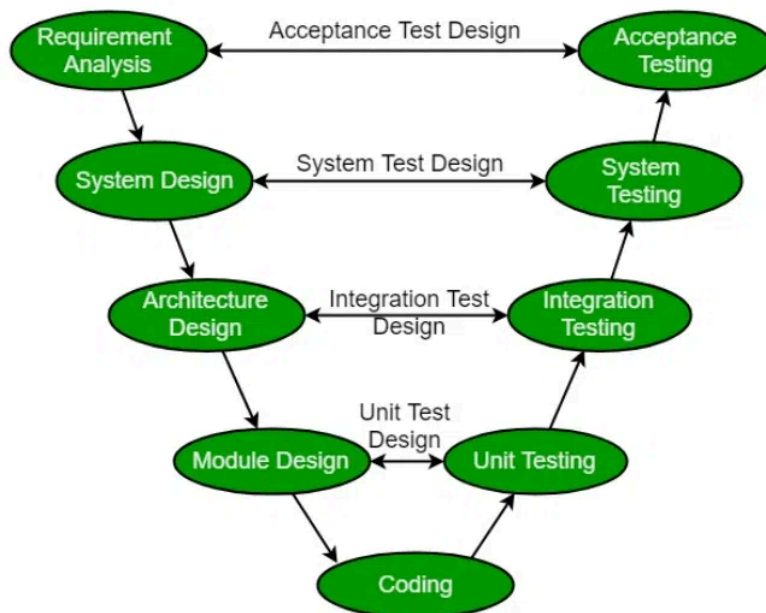 Requirement
Analysis
Acceptance Test Design
Acceptance
Testing
System Design
System Test Design
System
Testing
Architecture
Design
Integration Test
Design
Integration
Testing
Module Design
Unit Test
Design
Unit Testing
Coding